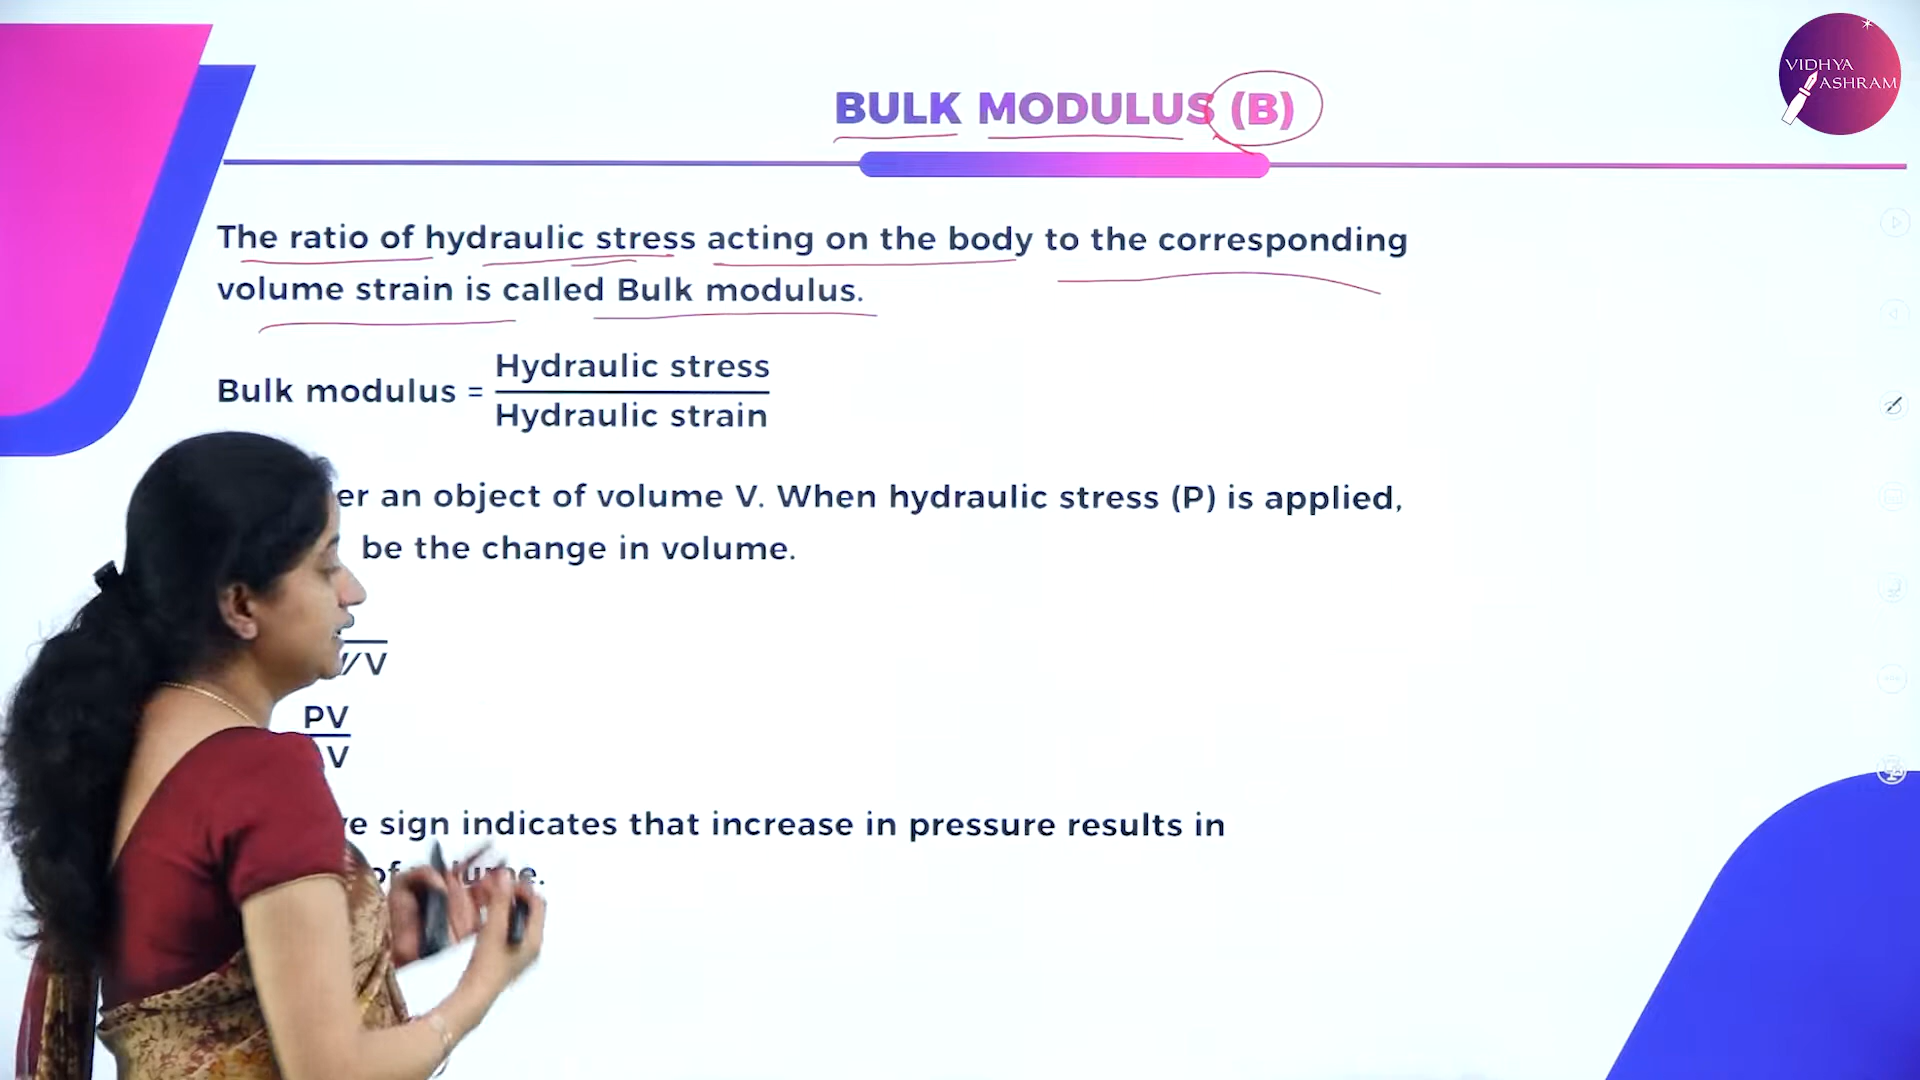 VIDHYA
ASHRAM
BULK MODULUS (B)
The ratio of hydraulic stress acting on the body to the corresponding
volume strain is called Bulk modulus.
Hydraulic stress
Bulk modulus =
Hydraulic strain
an object of volume V. When hydraulic stress (P) is applied,
be the change in volume.
/V
PV
V
sign indicates that increase in pressure results in
of volume.